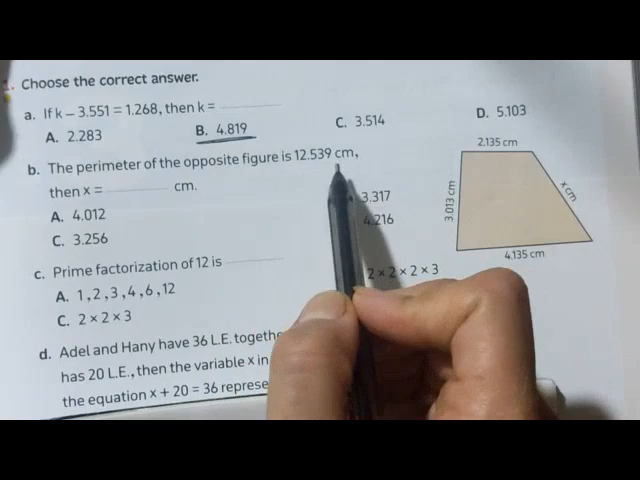 1. Choose the correct answer.
a. If k – 3.551 = 1.268, then k =
A. 2.283 B. 4.819 C. 3.514 D. 5.103
b. The perimeter of the opposite figure is 12.539 cm,
then x = cm.
A. 4.012 3.317
C. 3.256 4.216
2.135 cm
3.013 cm
x cm
4.135 cm
c. Prime factorization of 12 is
A. 1, 2, 3, 4, 6, 12 2 × 2 × 2 × 3
C. 2 × 2 × 3
d. Adel and Hany have 36 L.E.
has 20 L.E., then the variable x in
the equation x + 20 = 36